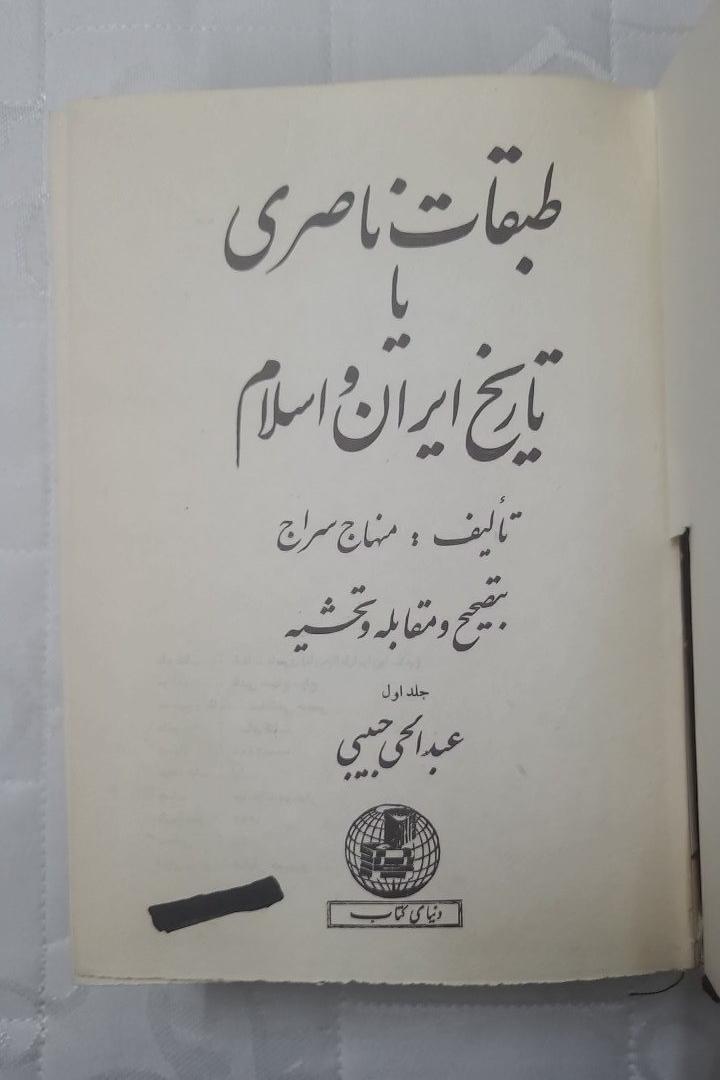 طبقات ناصری
یا
تاریخ ایران و اسلام
تألیف : منهاج سراج
بتصحیح و مقابله و تحشیه
جلد اول
عبدالحی حبیبی
دنیای کتاب